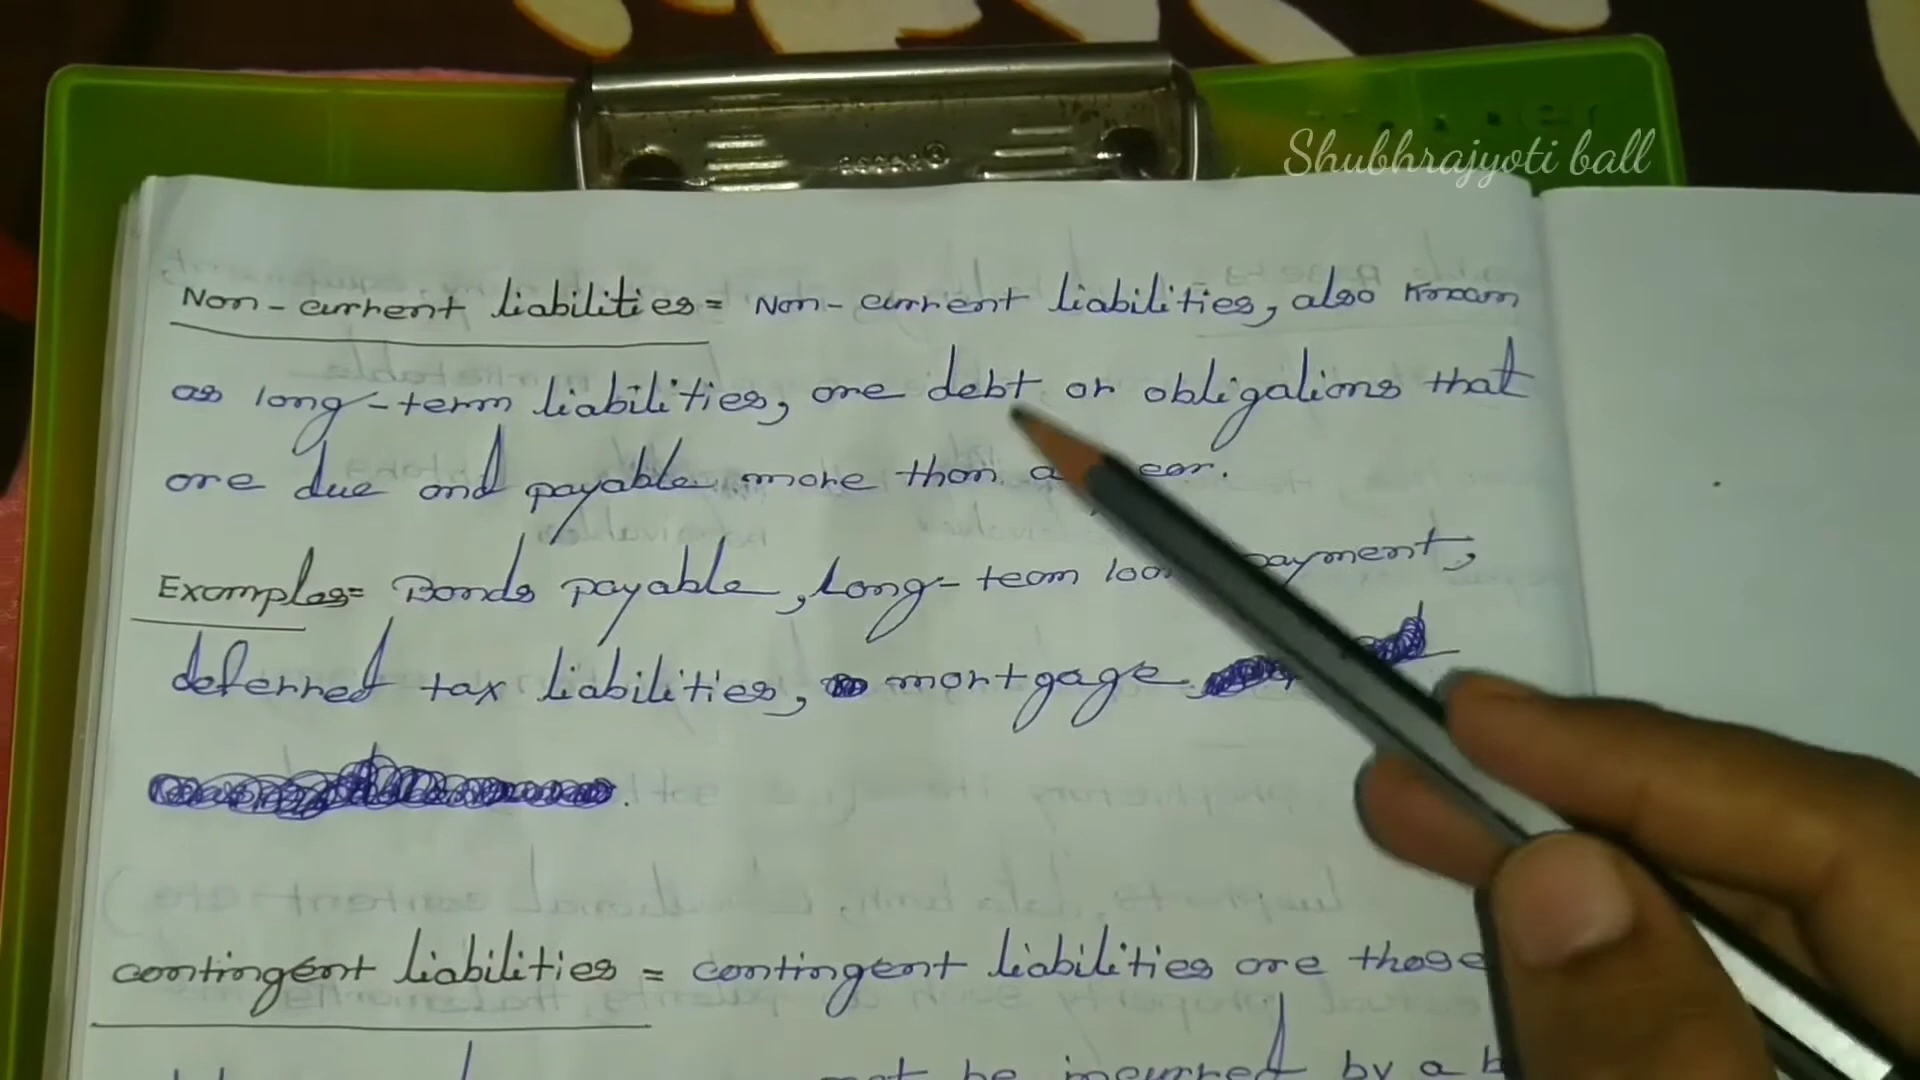 Shubhrajyoti ball
Non-current liabilities = Non-current liabilities, also known
as long-term liabilities, are debt or obligations that
are due and payable more than a
Examples= Bonds payable, Long-term payment,
deferred tax liabilities, mortgage
contingent liabilities = contingent liabilities are those
not be incurred by a b